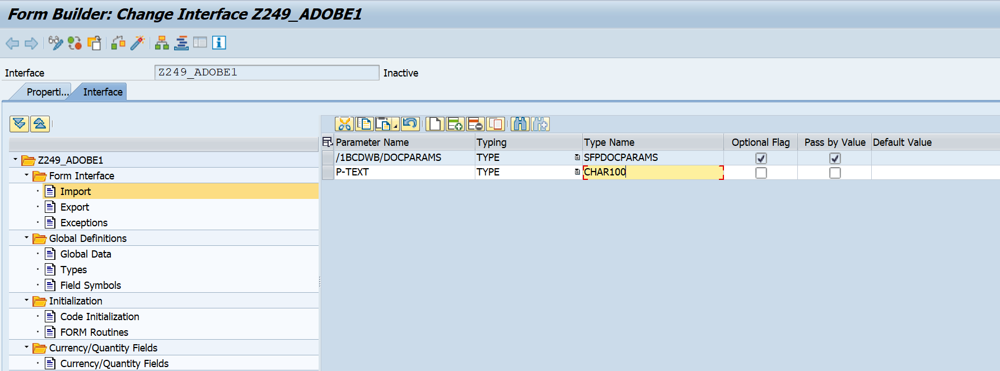 Form Builder: Change Interface Z249_ADOBE1
Interface Z249_ADOBE1 Inactive
Properti... Interface
Z249_ADOBE1
Form Interface
Import
Export
Exceptions
Global Definitions
Global Data
Types
Field Symbols
Initialization
Code Initialization
FORM Routines
Currency/Quantity Fields
Currency/Quantity Fields
Parameter Name Typing Type Name Optional Flag Pass by Value Default Value
/1BCDWB/DOCPARAMS TYPE SFPDOCPARAMS
P-TEXT TYPE CHAR100